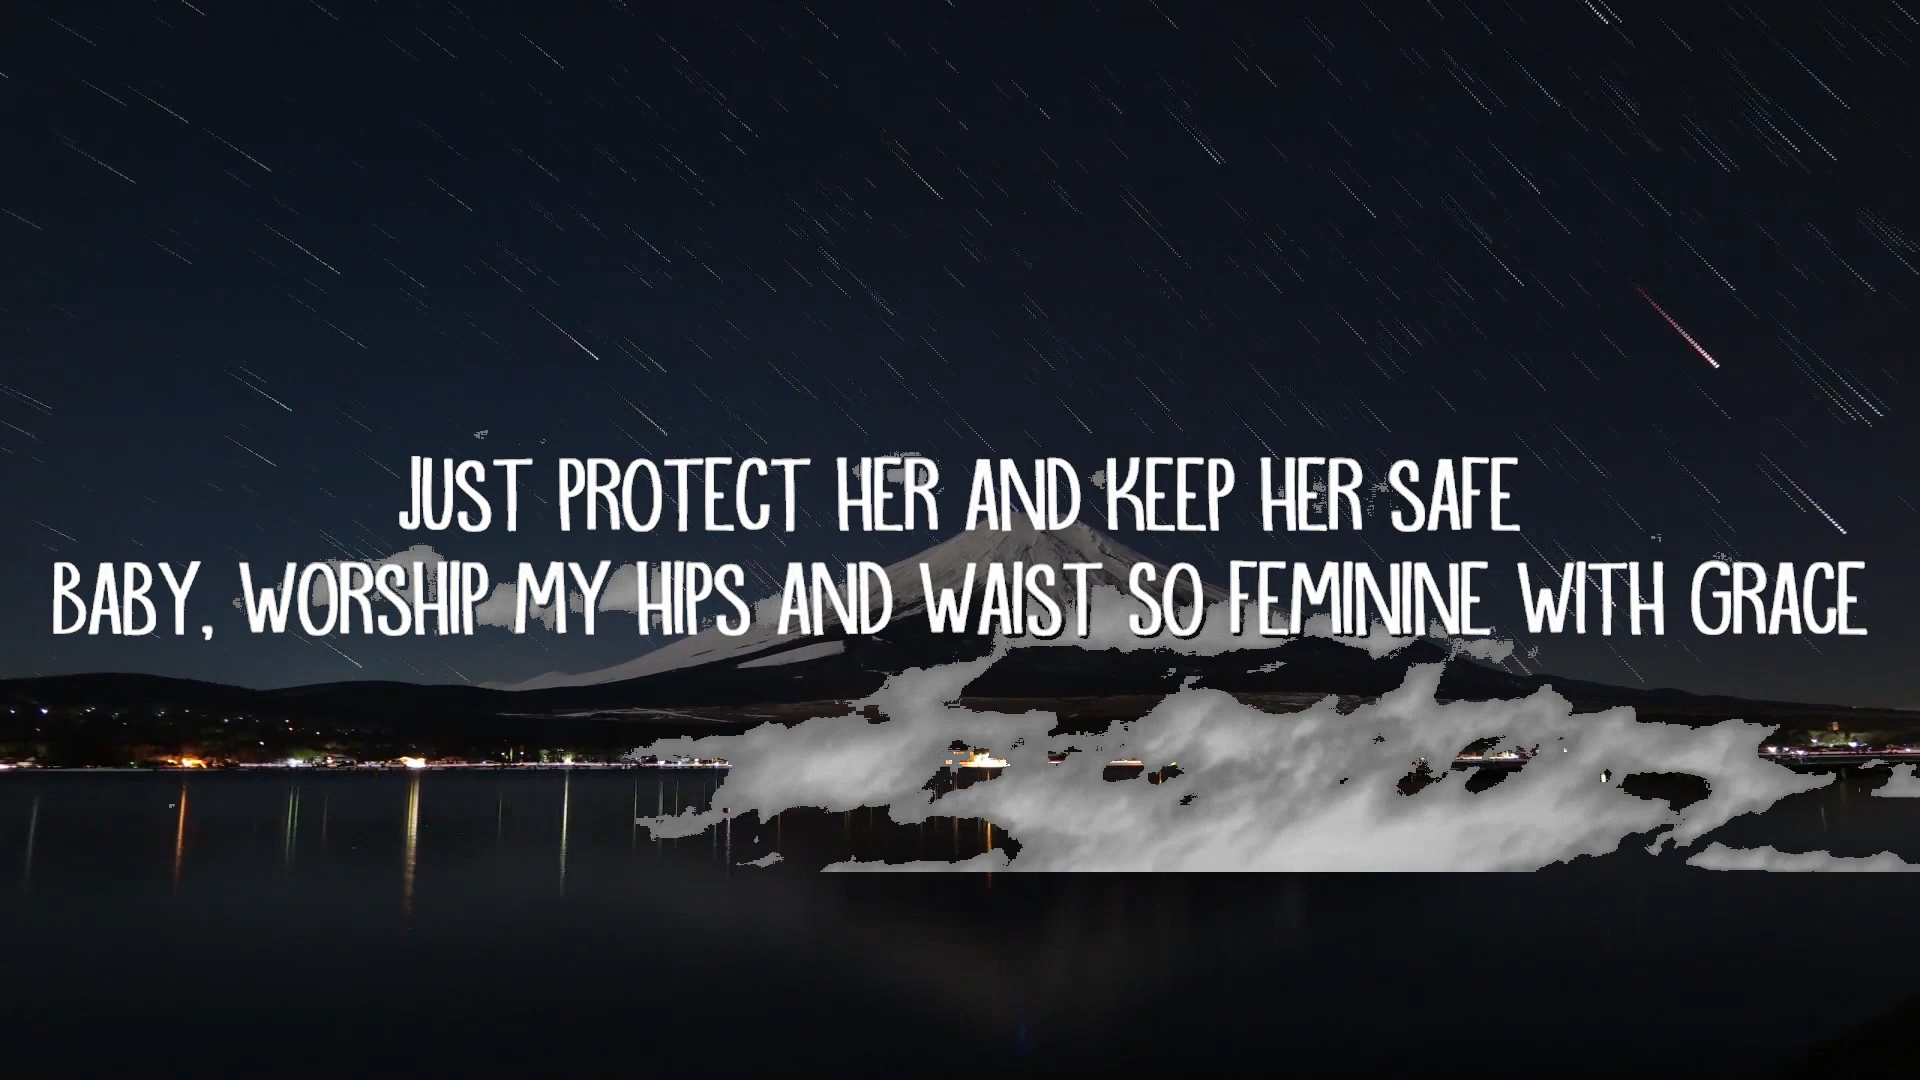 JUST PROTECT HER AND KEEP HER SAFE
BABY, WORSHIP MY HIPS AND WAIST SO FEMININE WITH GRACE